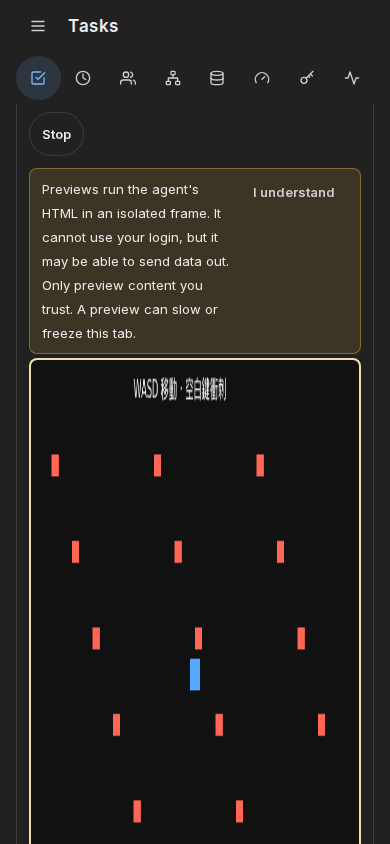 Tasks
Stop
Previews run the agent's
HTML in an isolated frame. It
cannot use your login, but it
may be able to send data out.
Only preview content you
trust. A preview can slow or
freeze this tab.
I understand
WASD 移動 · 空白鍵衝刺